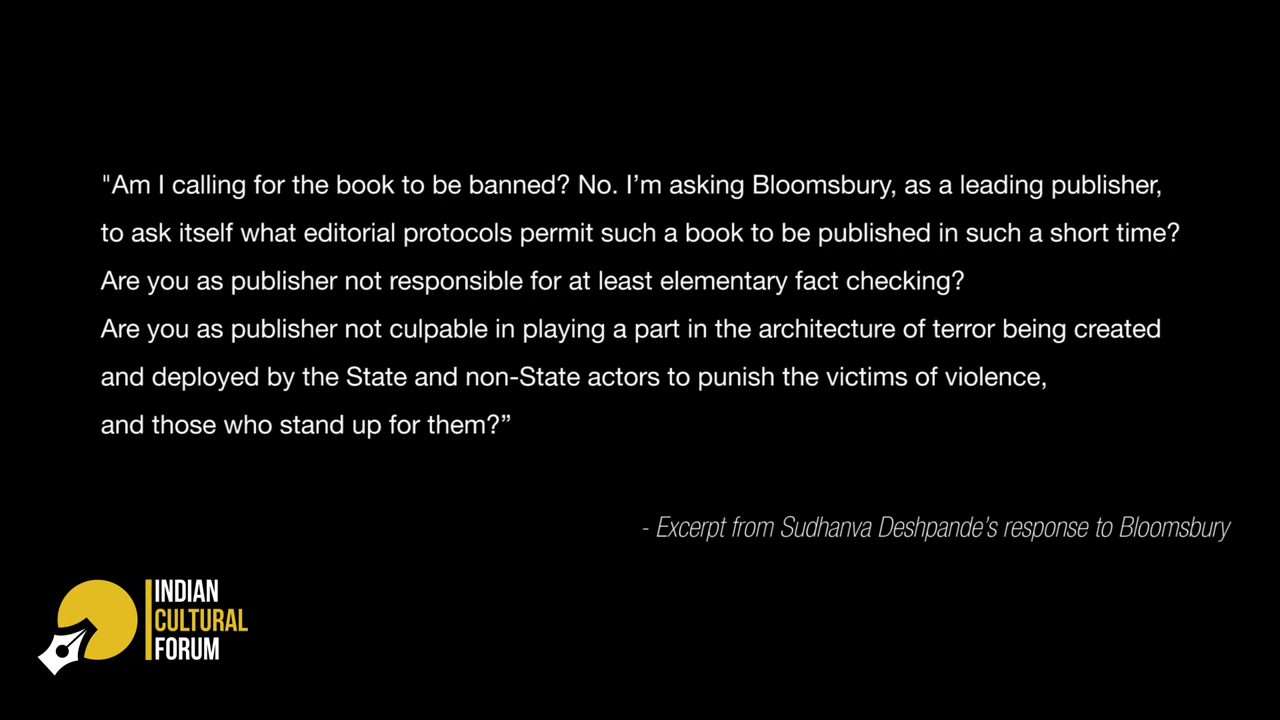 "Am I calling for the book to be banned? No. I’m asking Bloomsbury, as a leading publisher,
to ask itself what editorial protocols permit such a book to be published in such a short time?
Are you as publisher not responsible for at least elementary fact checking?
Are you as publisher not culpable in playing a part in the architecture of terror being created
and deployed by the State and non-State actors to punish the victims of violence,
and those who stand up for them?”
- Excerpt from Sudhanva Deshpande’s response to Bloomsbury
INDIAN
CULTURAL
FORUM